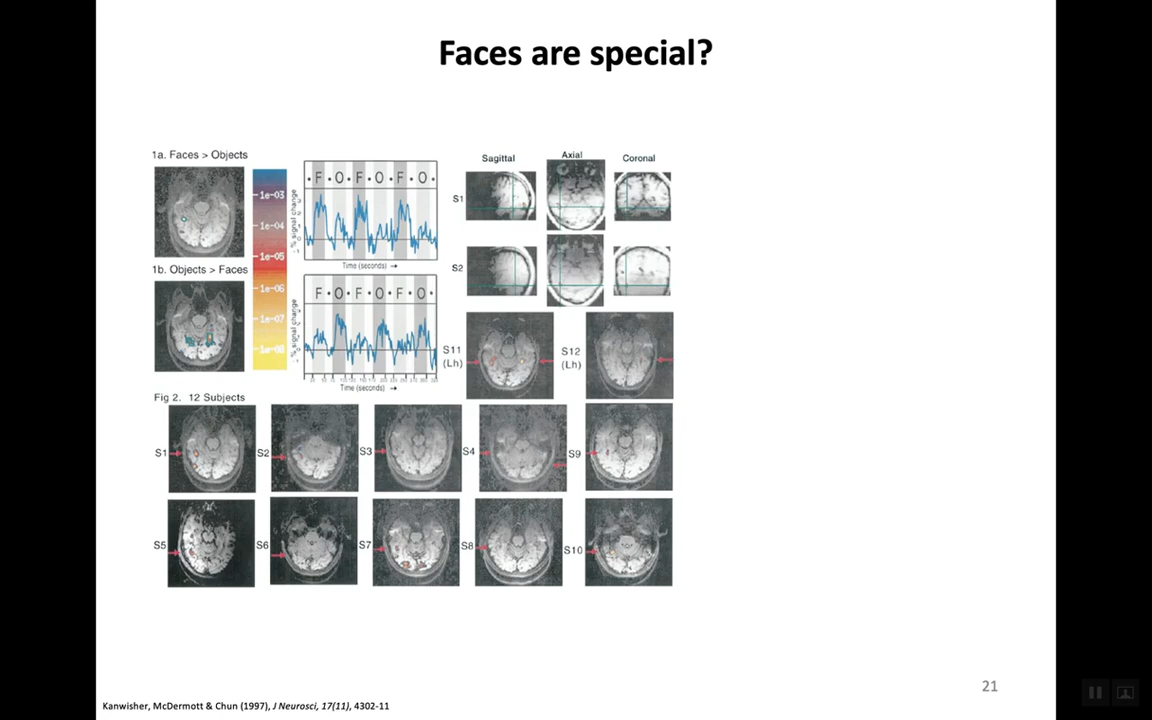 Faces are special?
1a. Faces > Objects
1e-03
1e-04
1e-05
1e-06
1e-07
1b. Objects > Faces
% signal change
· F · O · F · O · F · O ·
Time (seconds) →
% signal change
F · O · F · O · F · O ·
Time (seconds) →
Sagittal
Axial
Coronal
S1
S2
S11
(Lh)
S12
(Lh)
Fig 2. 12 Subjects
S1
S2
S3
S4
S9
S5
S6
S7
S8
S10
21
Kanwisher, McDermott & Chun (1997), J Neurosci, 17(11), 4302-11